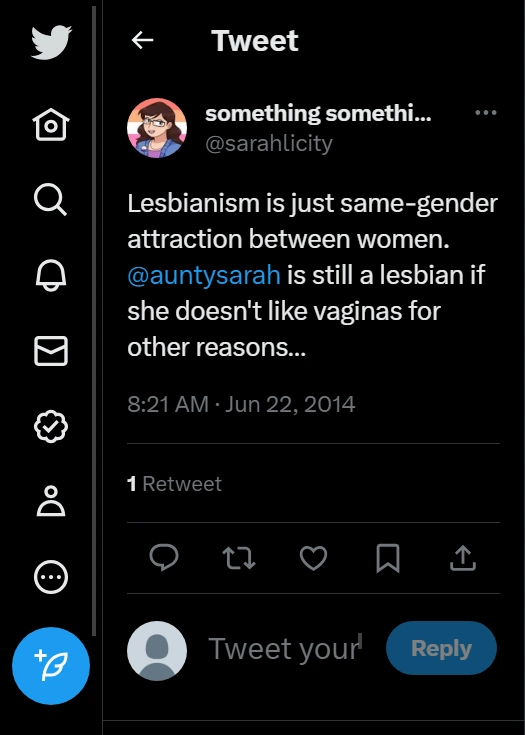 Tweet
something somethi...
@sarahlicity
Lesbianism is just same-gender
attraction between women.
@auntysarah is still a lesbian if
she doesn't like vaginas for
other reasons...
8:21 AM · Jun 22, 2014
1 Retweet
Tweet your
Reply